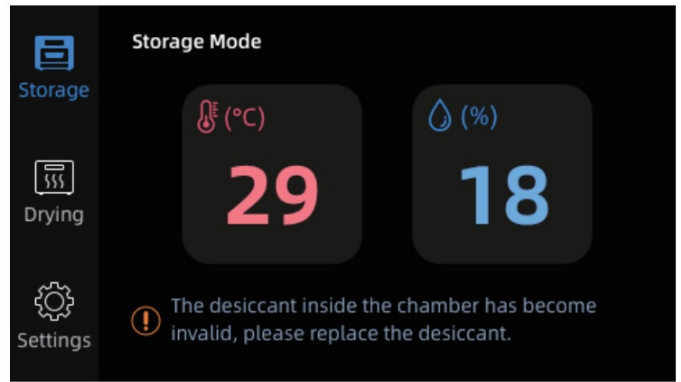 Storage Mode
Storage
(°C)
(%)
29
18
Drying
Settings
The desiccant inside the chamber has become
invalid, please replace the desiccant.